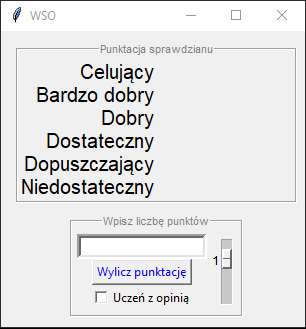 WSO
Punktacja sprawdzianu
Celujący
Bardzo dobry
Dobry
Dostateczny
Dopuszczający
Niedostateczny
Wpisz liczbę punktów
1
Wylicz punktację
Uczeń z opinią